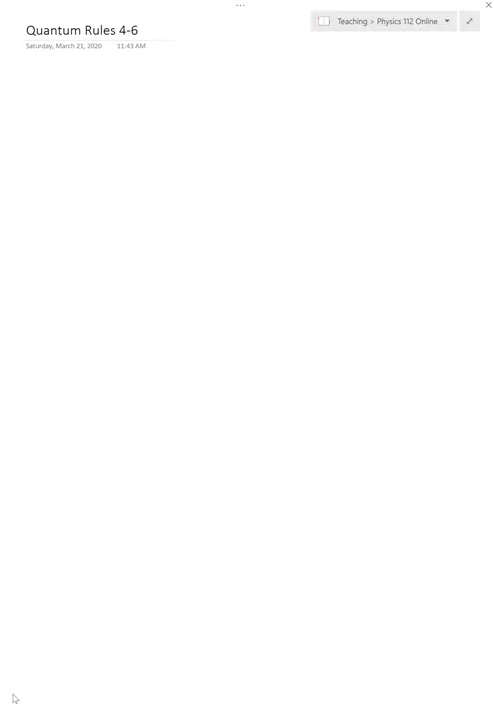 Quantum Rules 4-6
Teaching > Physics 112 Online
Saturday, March 21, 2020 11:43 AM